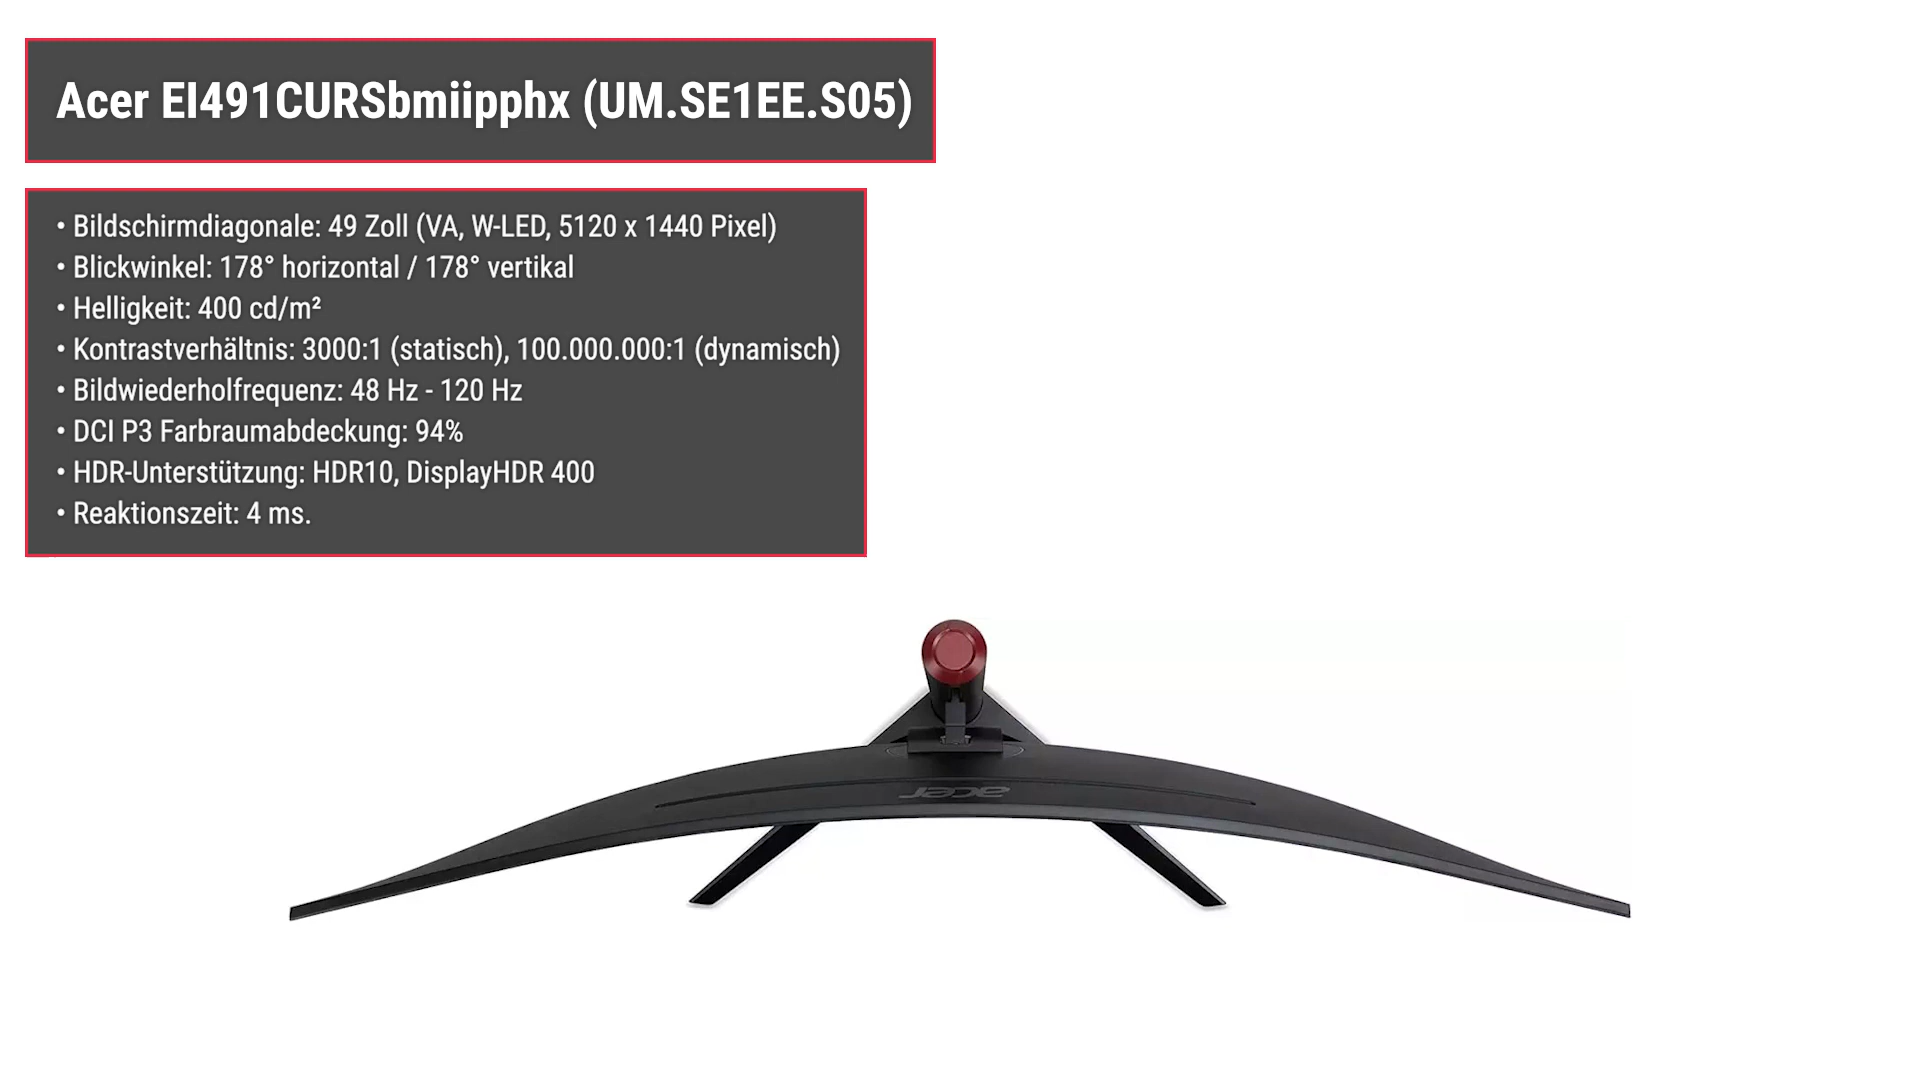 Acer EI491CURSbmiipphx (UM.SE1EE.S05)
• Bildschirmdiagonale: 49 Zoll (VA, W-LED, 5120 x 1440 Pixel)
• Blickwinkel: 178° horizontal / 178° vertikal
• Helligkeit: 400 cd/m²
• Kontrastverhältnis: 3000:1 (statisch), 100.000.000:1 (dynamisch)
• Bildwiederholfrequenz: 48 Hz - 120 Hz
• DCI P3 Farbraumabdeckung: 94%
• HDR-Unterstützung: HDR10, DisplayHDR 400
• Reaktionszeit: 4 ms.
acer